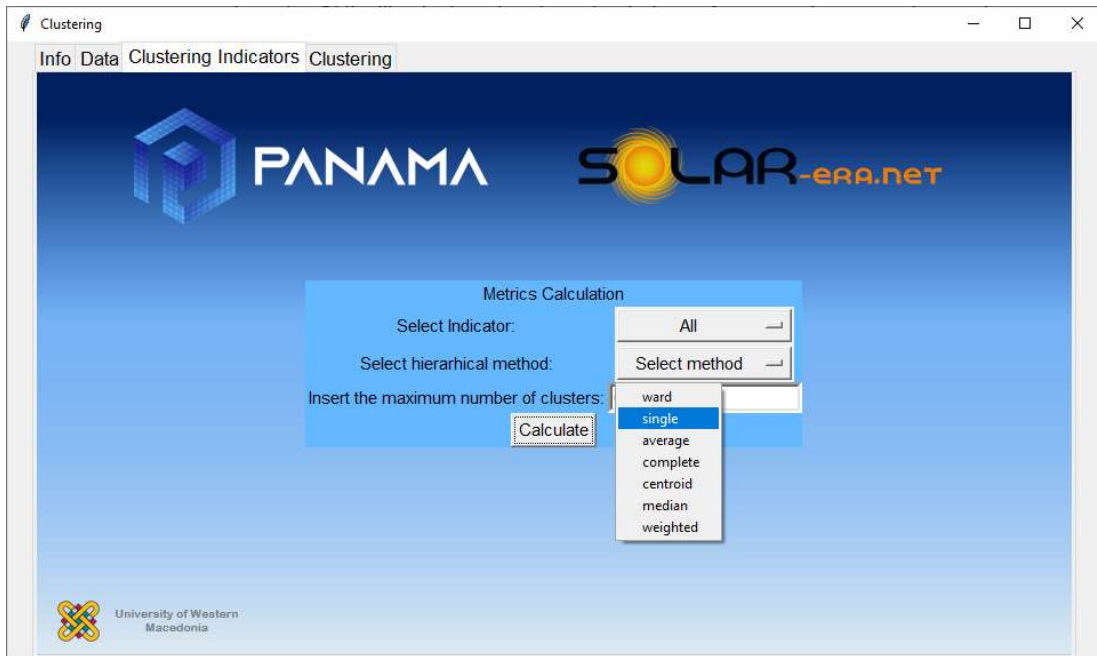 Clustering
Info Data Clustering Indicators Clustering
PANAMA SOLAR-era.net
Metrics Calculation
Select Indicator: All
Select hierarhical method: Select method
Insert the maximum number of clusters:
ward
single
Calculate
average
complete
centroid
median
weighted
University of Western
Macedonia